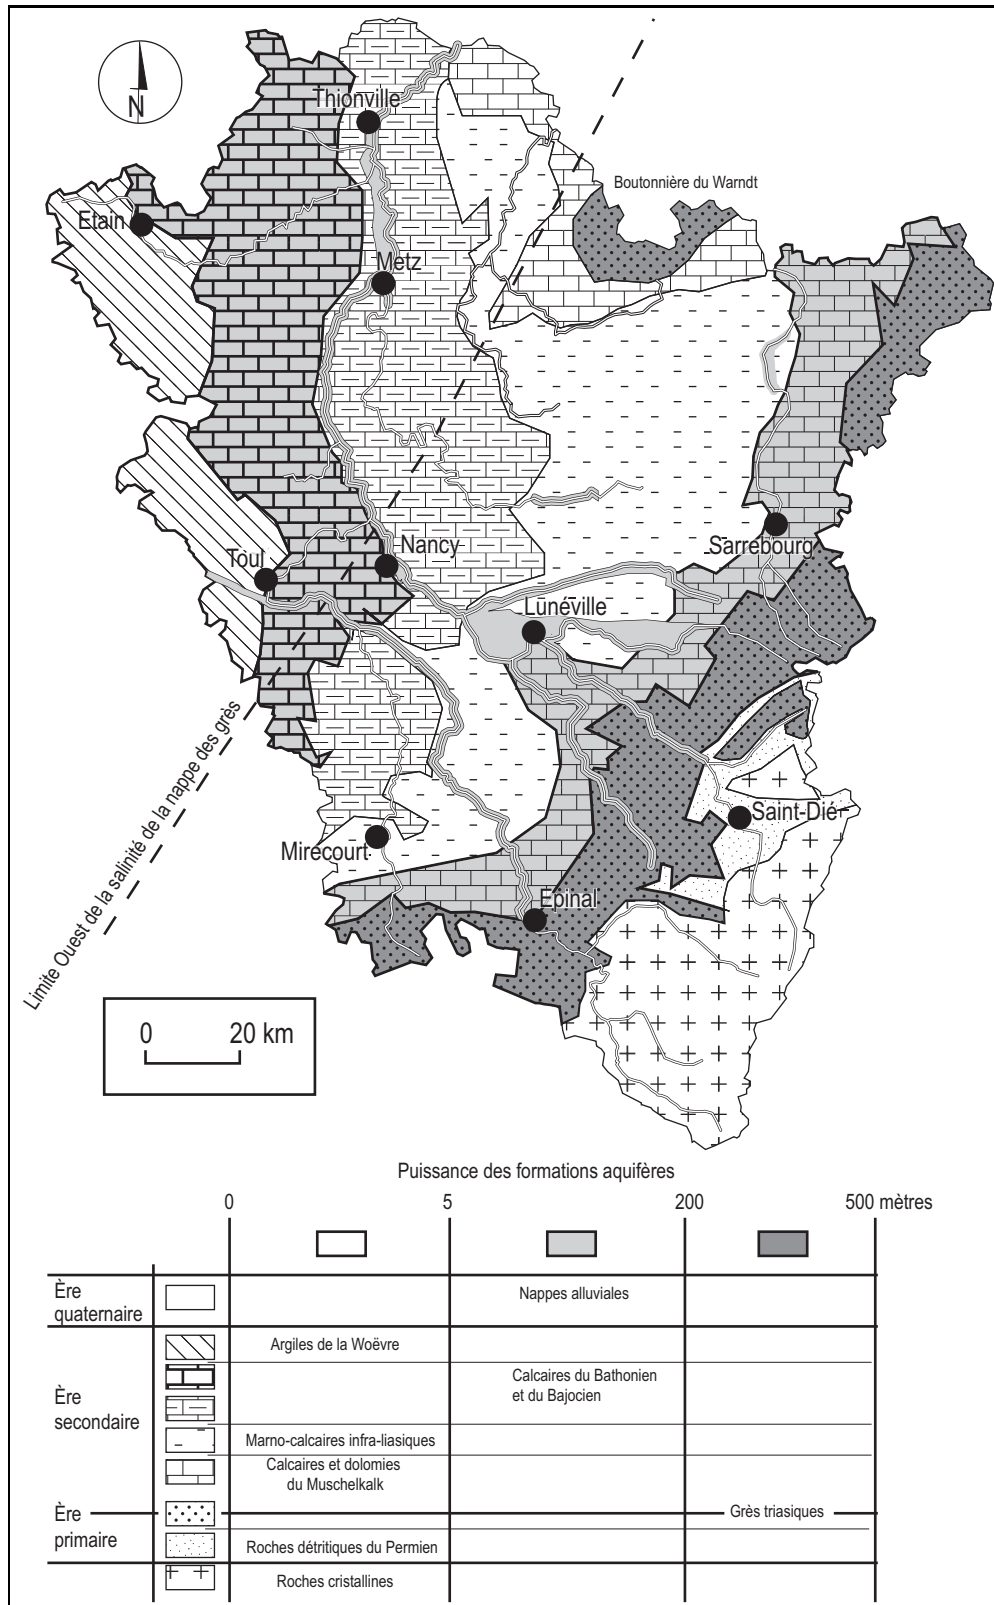 N
Thionville
Boutonnière du Warndt
Etain
Metz
Sarrebourg
Nancy
Toul
Lunéville
Saint-Dié
Mirecourt
Epinal
Limite Ouest de la salinité de la nappe des grès
0 20 km
Puissance des formations aquifères
0 5 200 500 mètres
Ère
quaternaire
Nappes alluviales
Ère
secondaire
Argiles de la Woëvre
Calcaires du Bathonien
et du Bajocien
Marno-calcaires infra-liasiques
Calcaires et dolomies
du Muschelkalk
Ère
primaire
Grès triasiques
Roches détritiques du Permien
Roches cristallines